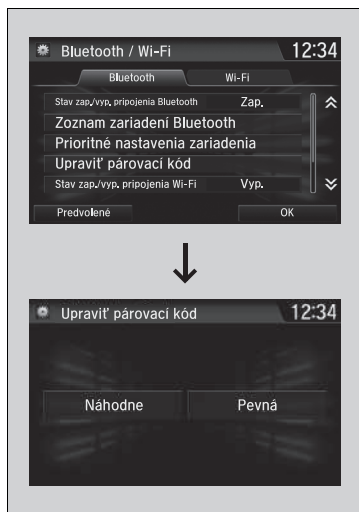 Bluetooth / Wi-Fi 12:34
Bluetooth Wi-Fi
Stav zap./vyp. pripojenia Bluetooth Zap.
Zoznam zariadení Bluetooth
Prioritné nastavenia zariadenia
Upraviť párovací kód
Stav zap./vyp. pripojenia Wi-Fi Vyp.
Predvolené OK
Upraviť párovací kód 12:34
Náhodne Pevná